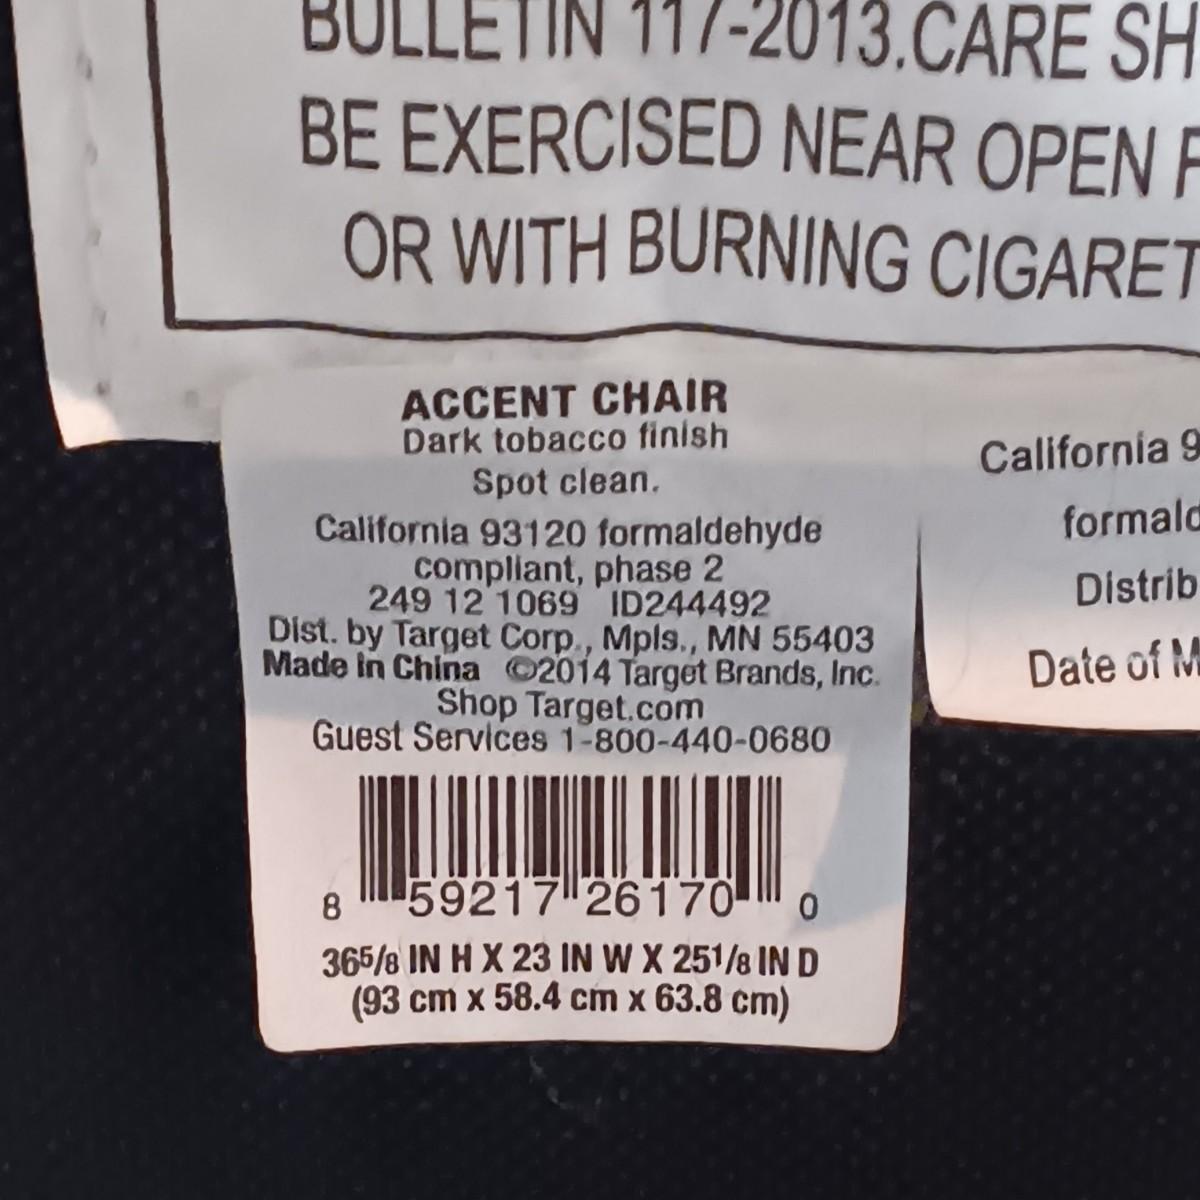 BULLETIN 117-2013.CARE SH
BE EXERCISED NEAR OPEN F
OR WITH BURNING CIGARET
ACCENT CHAIR
Dark tobacco finish
Spot clean.
California 93120 formaldehyde
compliant, phase 2
249 12 1069 ID244492
Dist. by Target Corp., Mpls., MN 55403
Made in China ©2014 Target Brands, Inc.
Shop Target.com
Guest Services 1-800-440-0680
8 59217 26170 0
365/8 IN H X 23 IN W X 251/8 IN D
(93 cm x 58.4 cm x 63.8 cm)
California 9
formald
Distrib
Date of M